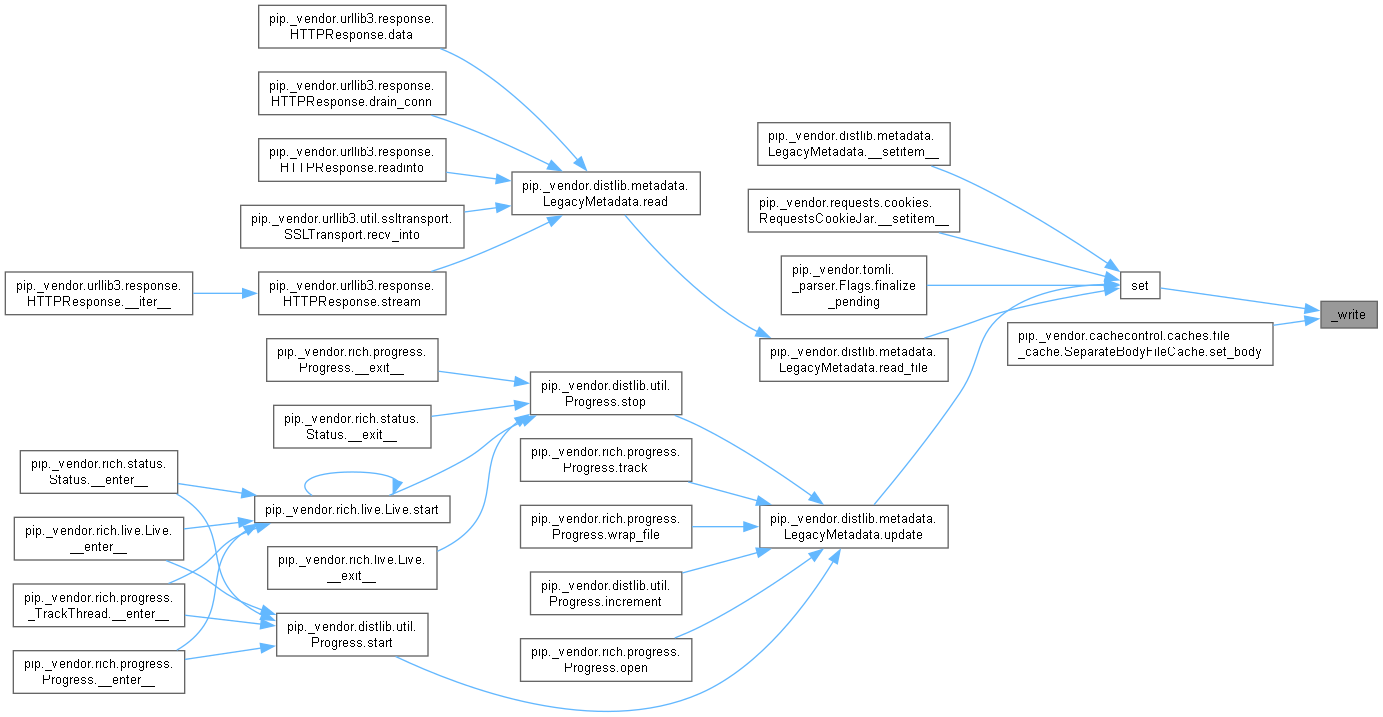 pip._vendor.urllib3.response.
HTTPResponse.data
pip._vendor.urllib3.response.
HTTPResponse.drain_conn
pip._vendor.urllib3.response.
HTTPResponse.readinto
pip._vendor.urllib3.util.ssltransport.
SSLTransport.recv_into
pip._vendor.urllib3.response.
HTTPResponse.__iter__
pip._vendor.urllib3.response.
HTTPResponse.stream
pip._vendor.distlib.metadata.
LegacyMetadata.read
pip._vendor.distlib.metadata.
LegacyMetadata.__setitem__
pip._vendor.requests.cookies.
RequestsCookieJar.__setitem__
pip._vendor.tomli.
_parser.Flags.finalize
_pending
pip._vendor.distlib.metadata.
LegacyMetadata.read_file
set
_write
pip._vendor.cachecontrol.caches.file
_cache.SeparateBodyFileCache.set_body
pip._vendor.rich.progress.
Progress.__exit__
pip._vendor.rich.status.
Status.__exit__
pip._vendor.distlib.util.
Progress.stop
pip._vendor.rich.progress.
Progress.track
pip._vendor.rich.progress.
Progress.wrap_file
pip._vendor.distlib.util.
Progress.increment
pip._vendor.rich.progress.
Progress.open
pip._vendor.distlib.metadata.
LegacyMetadata.update
pip._vendor.rich.status.
Status.__enter__
pip._vendor.rich.live.Live.
__enter__
pip._vendor.rich.progress.
_TrackThread.__enter__
pip._vendor.rich.progress.
Progress.__enter__
pip._vendor.rich.live.Live.start
pip._vendor.rich.live.Live.
__exit__
pip._vendor.distlib.util.
Progress.start